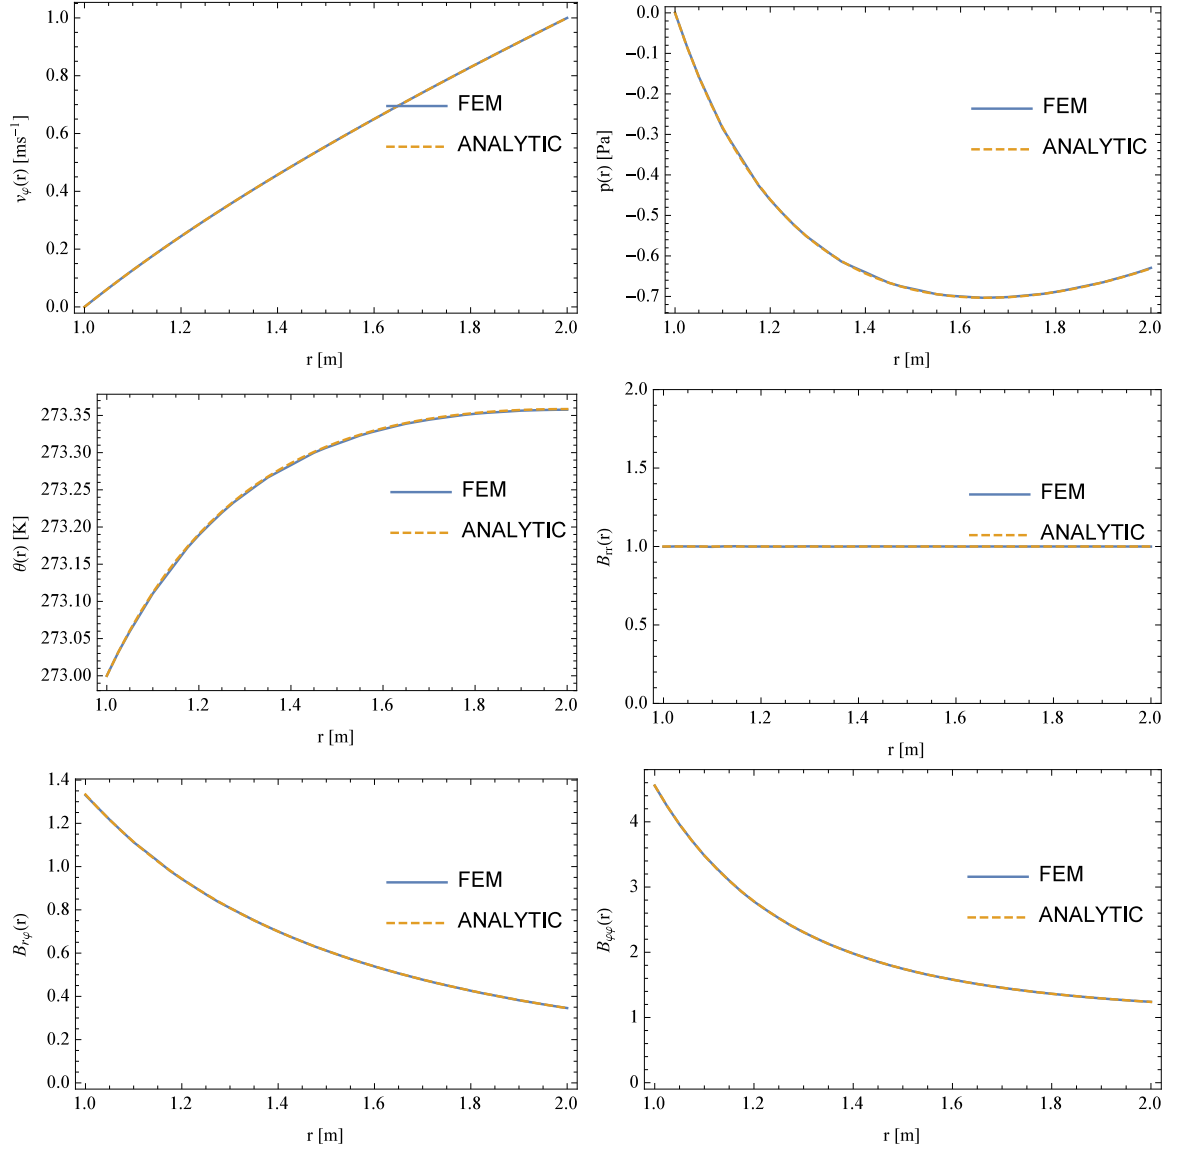 1.0
0.8
0.6
0.4
0.2
0.0
1.0 1.2 1.4 1.6 1.8 2.0
vφ(r) [ms⁻¹]
r [m]
FEM
ANALYTIC
0.0
−0.1
−0.2
−0.3
−0.4
−0.5
−0.6
−0.7
1.0 1.2 1.4 1.6 1.8 2.0
p(r) [Pa]
r [m]
FEM
ANALYTIC
273.35
273.30
273.25
273.20
273.15
273.10
273.05
273.00
1.0 1.2 1.4 1.6 1.8 2.0
θ(r) [K]
r [m]
FEM
ANALYTIC
2.0
1.5
1.0
0.5
0.0
1.0 1.2 1.4 1.6 1.8 2.0
Brr(r)
r [m]
FEM
ANALYTIC
1.4
1.2
1.0
0.8
0.6
0.4
0.2
0.0
1.0 1.2 1.4 1.6 1.8 2.0
Brφ(r)
r [m]
FEM
ANALYTIC
4
3
2
1
0
1.0 1.2 1.4 1.6 1.8 2.0
Bφφ(r)
r [m]
FEM
ANALYTIC